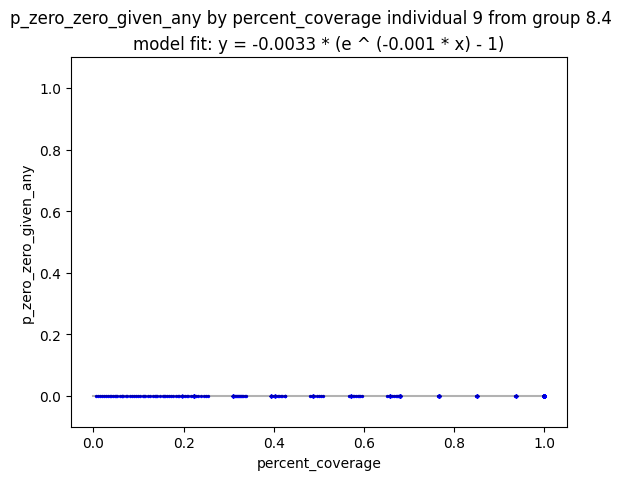 p_zero_zero_given_any by percent_coverage individual 9 from group 8.4
model fit: y = -0.0033 * (e ^ (-0.001 * x) - 1)
1.0
0.8
0.6
0.4
0.2
0.0
p_zero_zero_given_any
0.0 0.2 0.4 0.6 0.8 1.0
percent_coverage